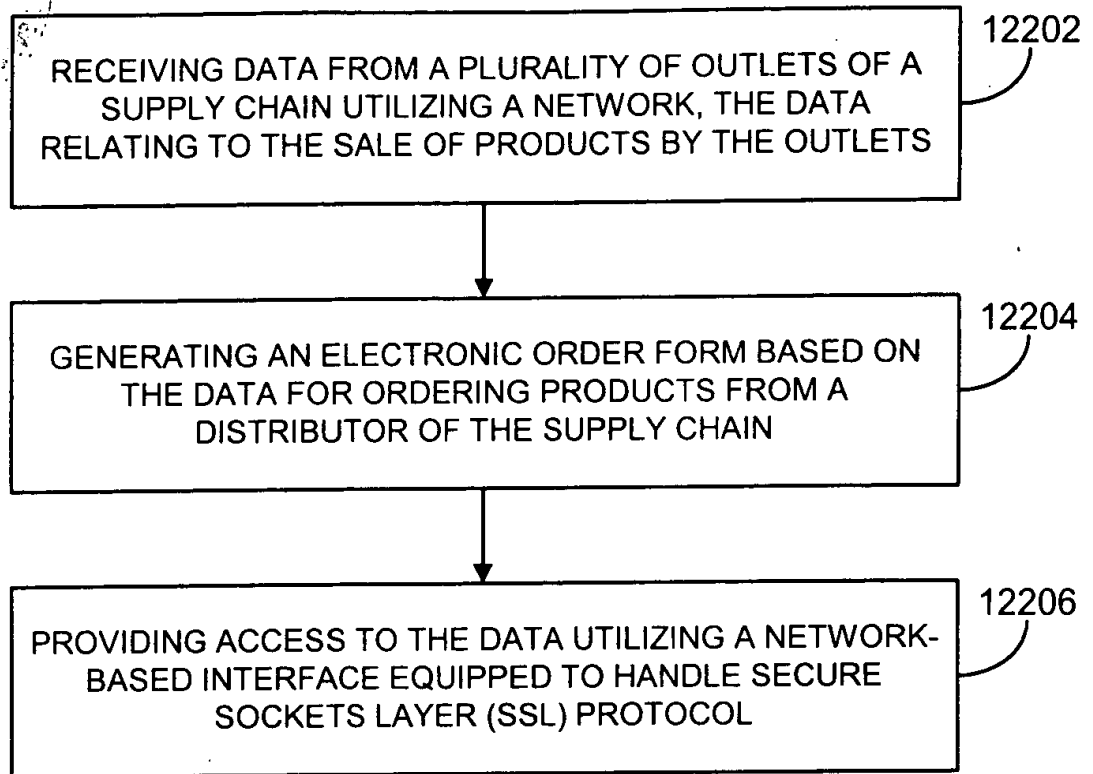 12202
RECEIVING DATA FROM A PLURALITY OF OUTLETS OF A
SUPPLY CHAIN UTILIZING A NETWORK, THE DATA
RELATING TO THE SALE OF PRODUCTS BY THE OUTLETS
12204
GENERATING AN ELECTRONIC ORDER FORM BASED ON
THE DATA FOR ORDERING PRODUCTS FROM A
DISTRIBUTOR OF THE SUPPLY CHAIN
12206
PROVIDING ACCESS TO THE DATA UTILIZING A NETWORK-
BASED INTERFACE EQUIPPED TO HANDLE SECURE
SOCKETS LAYER (SSL) PROTOCOL